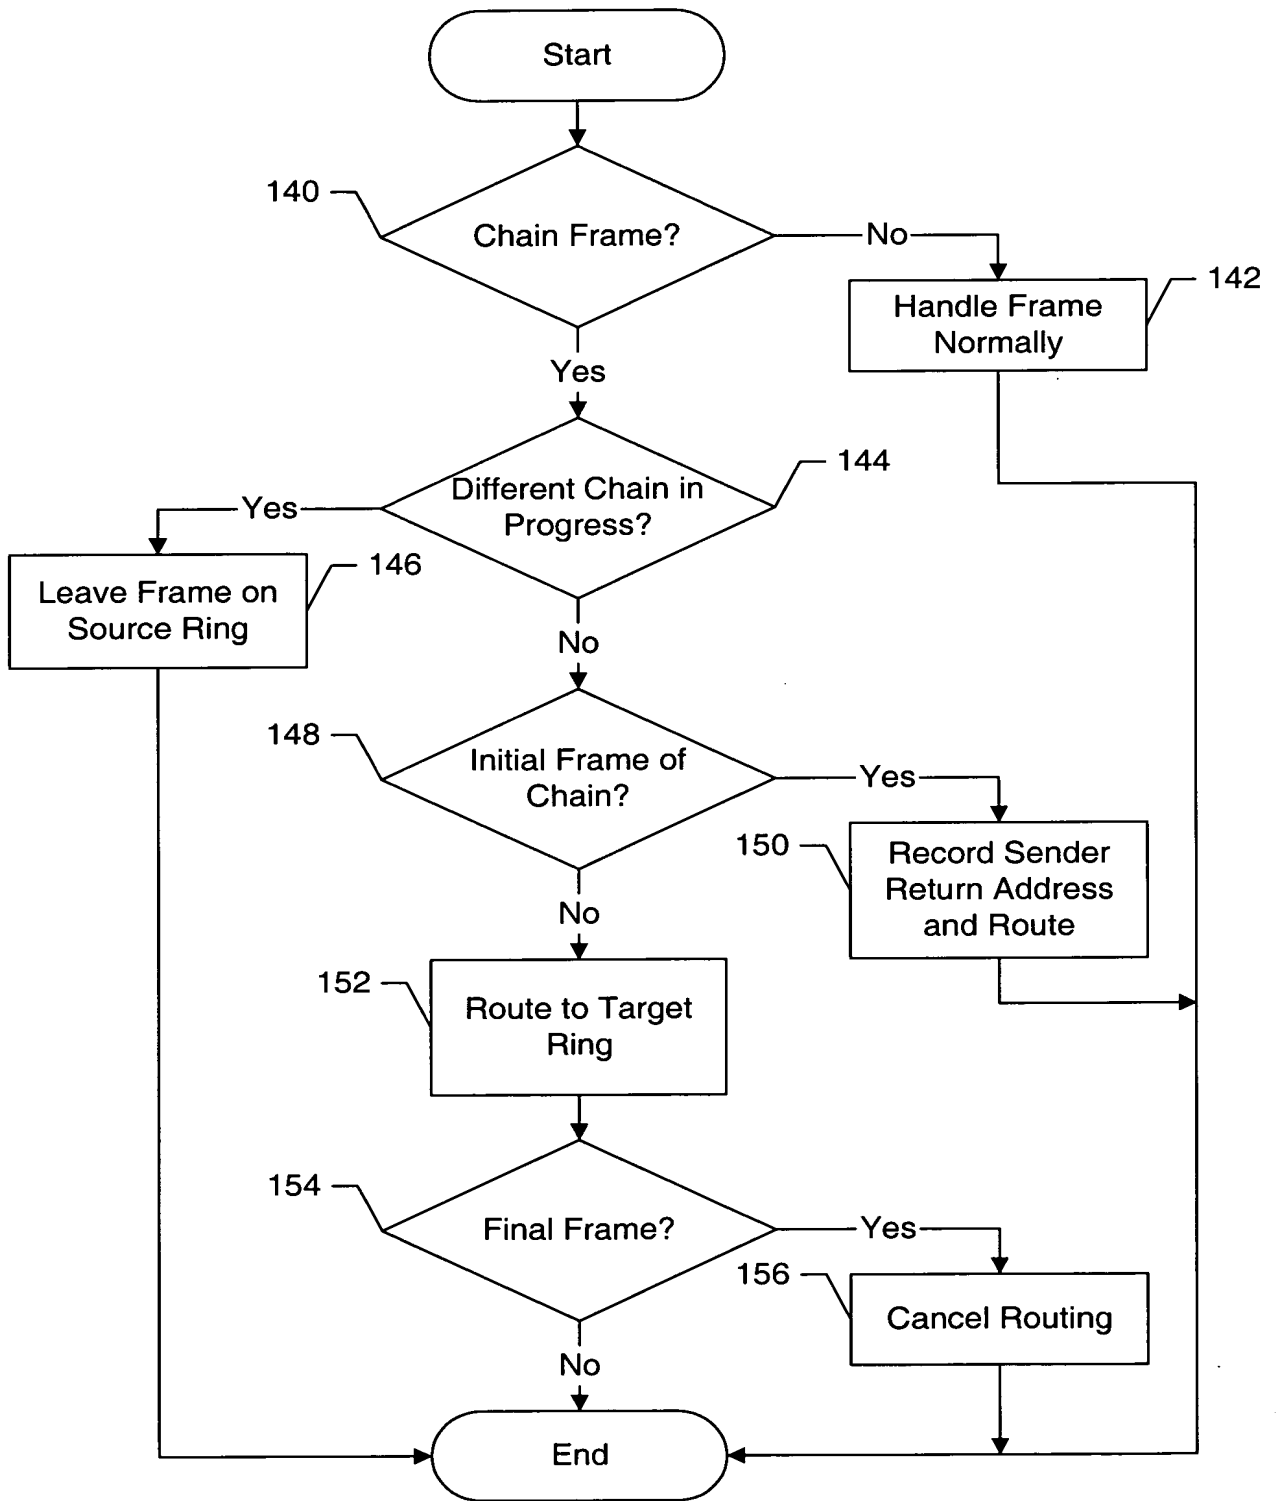 Start
140
Chain Frame?
No
142
Handle Frame
Normally
Yes
144
Different Chain in
Progress?
Yes
146
Leave Frame on
Source Ring
No
148
Initial Frame of
Chain?
Yes
150
Record Sender
Return Address
and Route
No
152
Route to Target
Ring
154
Final Frame?
Yes
156
Cancel Routing
No
End